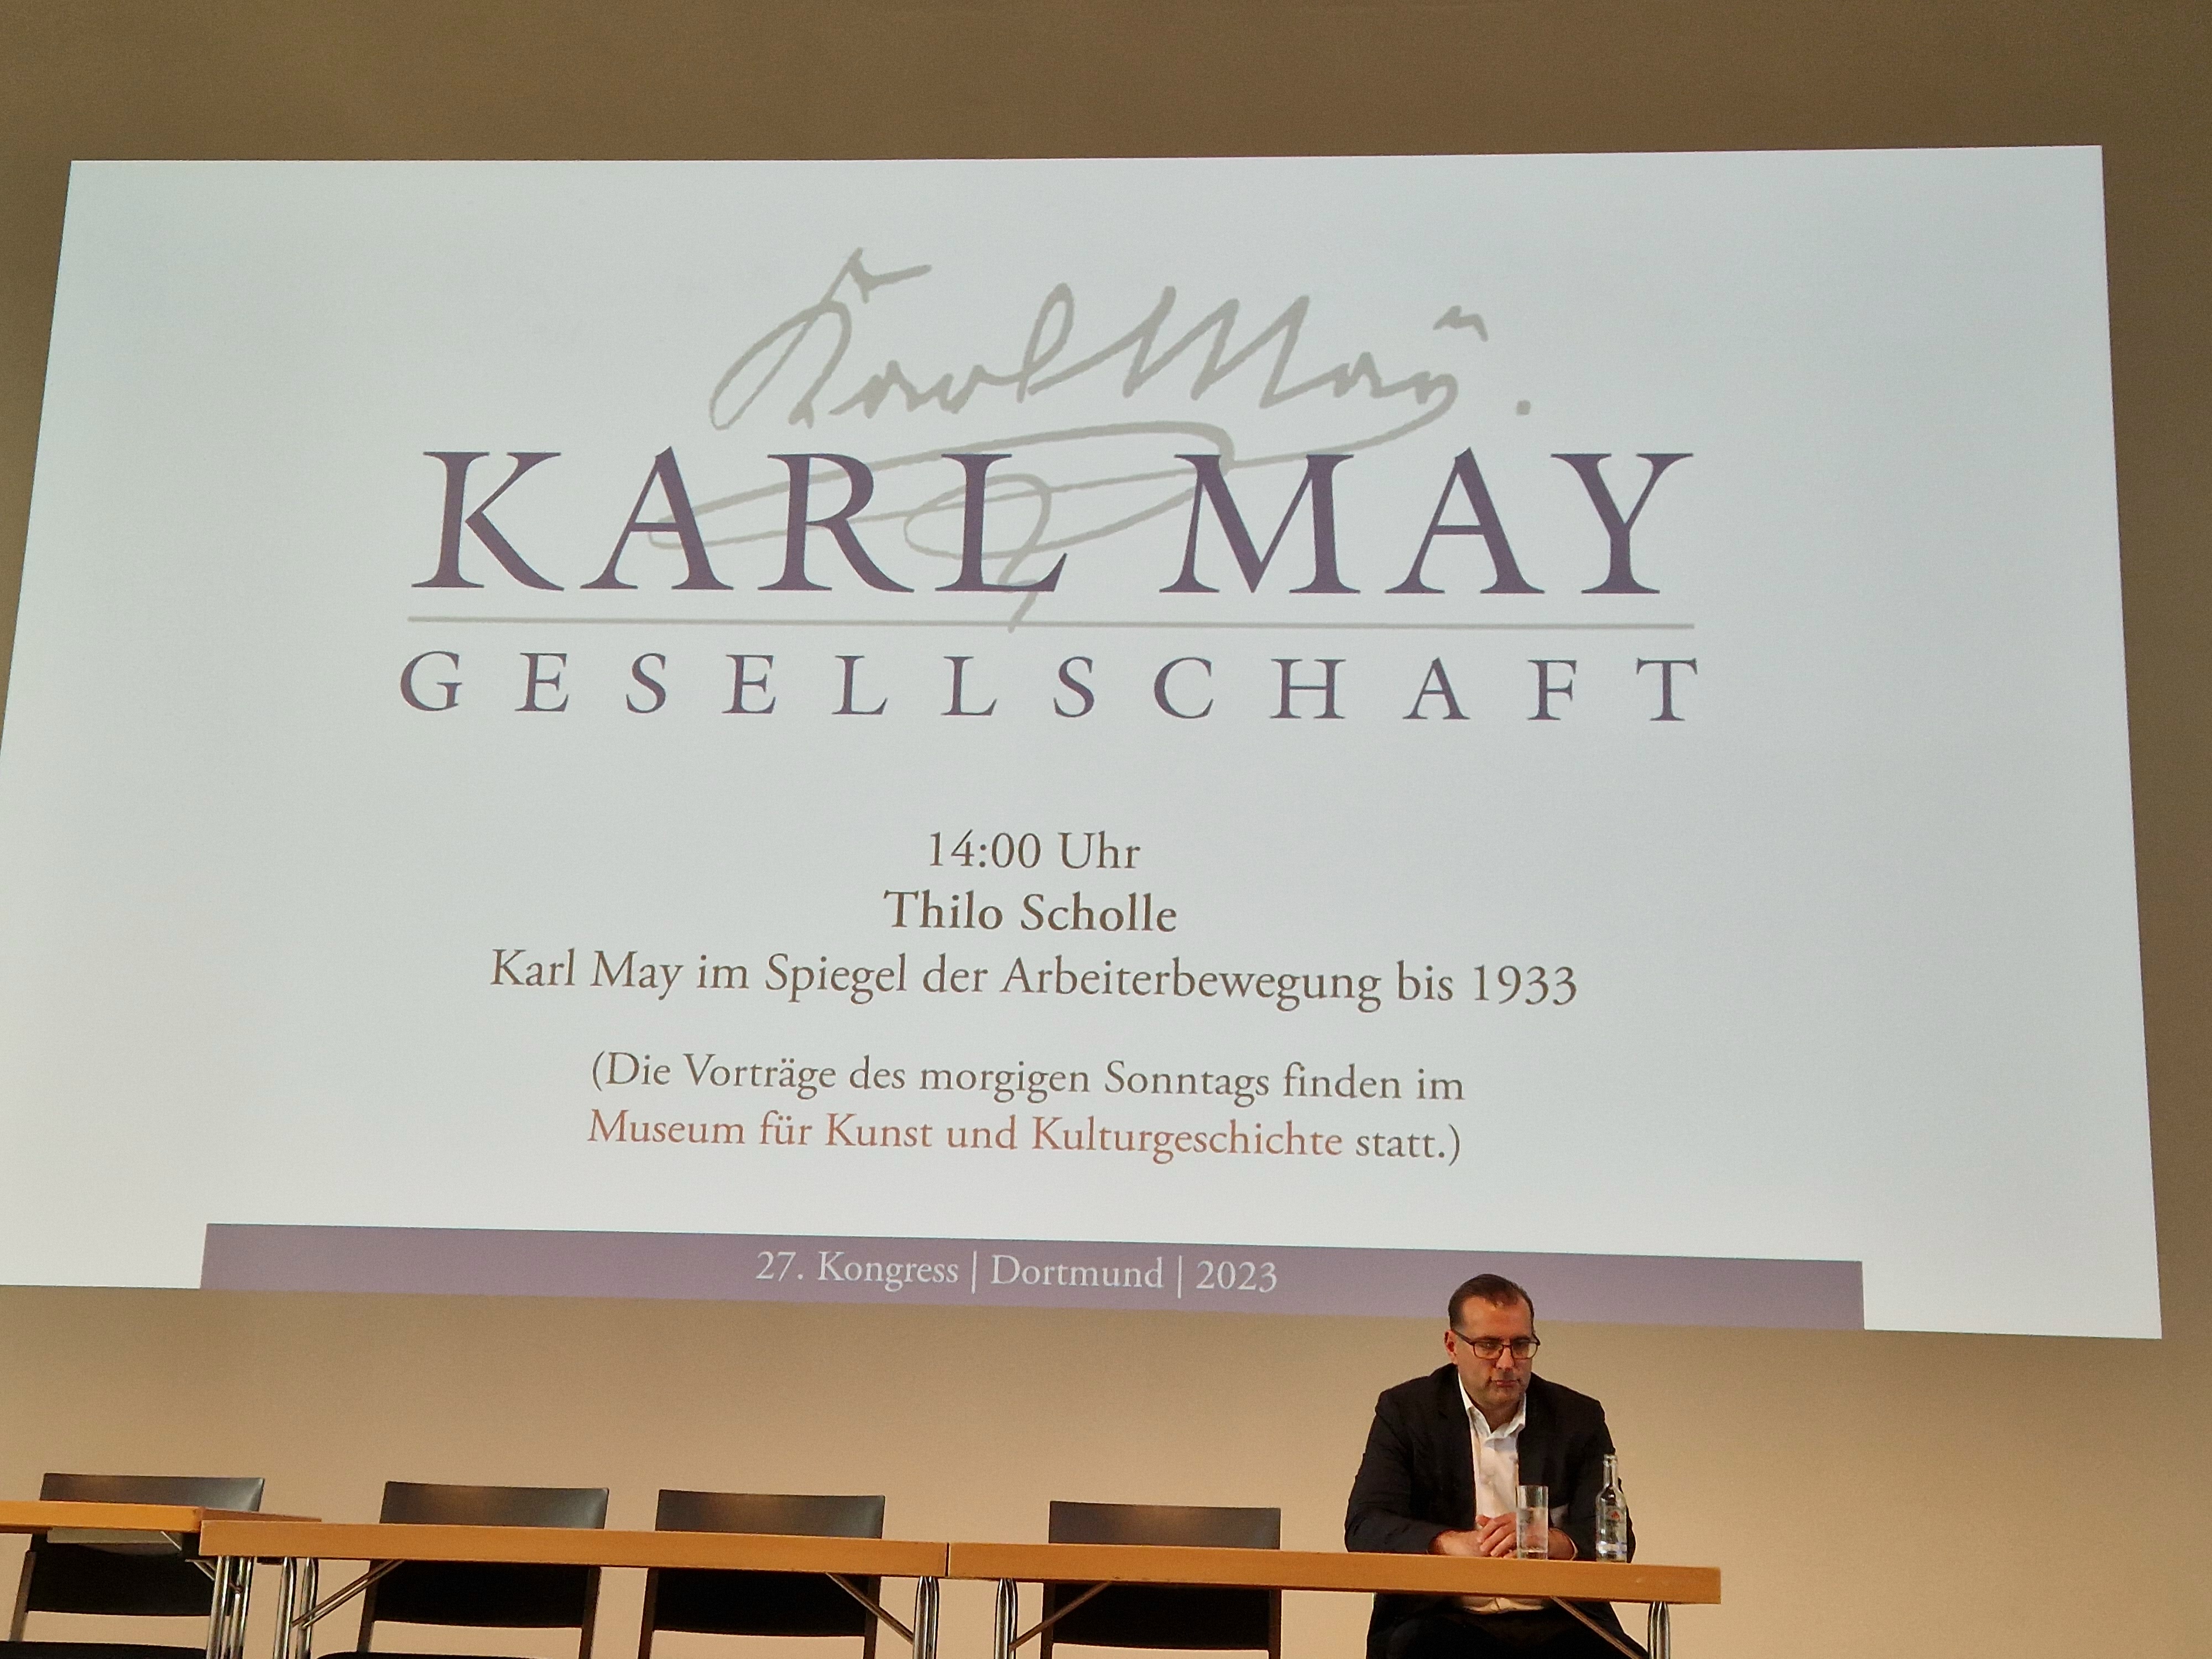 Karl Maÿ.
KARL MAY
GESELLSCHAFT
14:00 Uhr
Thilo Scholle
Karl May im Spiegel der Arbeiterbewegung bis 1933
(Die Vorträge des morgigen Sonntags finden im
Museum für Kunst und Kulturgeschichte statt.)
27. Kongress | Dortmund | 2023